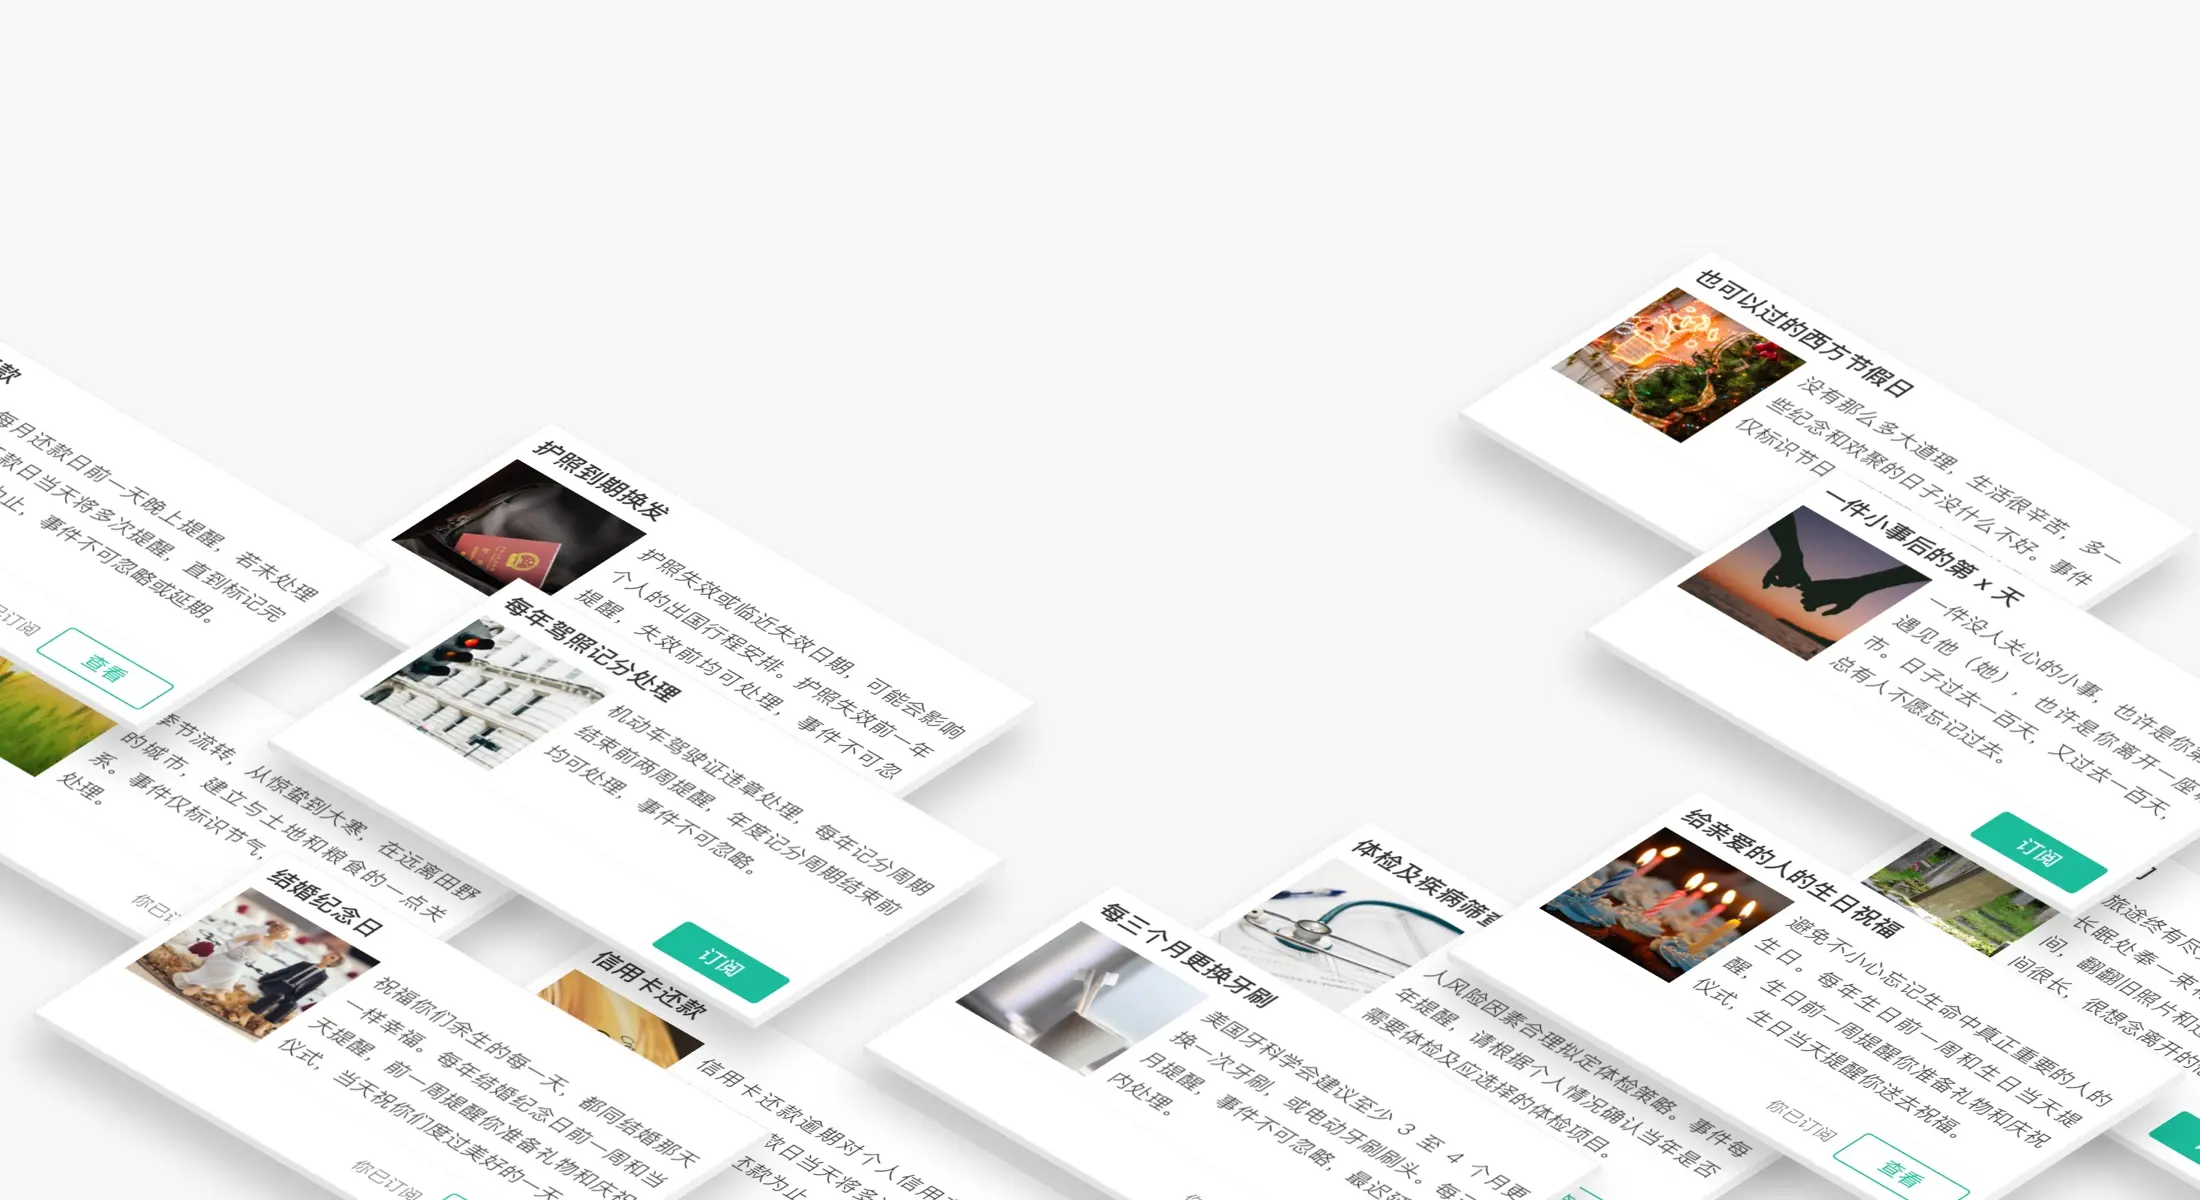 款
每月还款日前一天晚上提醒，若未处理
款日当天将多次提醒，直到标记完
为止，事件不可忽略或延期。
已订阅
查看
季节流转，从惊蛰到大寒，在远离田野
的城市，建立与土地和粮食的一点关
系。事件仅标识节气，
处理。
你已订
护照到期换发
护照失效或临近失效日期，可能会影响
个人的出国行程安排。护照失效前一年
提醒，失效前均可处理，事件不可忽
每年驾照记分处理
机动车驾驶证违章处理，每年记分周期
结束前两周提醒，年度记分周期结束前
均可处理，事件不可忽略。
订阅
结婚纪念日
祝福你们余生的每一天，都同结婚那天
一样幸福。每年结婚纪念日前一周和当
天提醒，前一周提醒你准备礼物和庆祝
仪式，当天祝你们度过美好的一天
你已订阅
信用卡还款
信用卡还款逾期对个人信用
款日当天将多
还款为止
也可以过的西方节假日
没有那么多大道理，生活很辛苦，多一
些纪念和欢聚的日子没什么不好。事件
仅标识节日
一件小事后的第 x 天
一件没人关心的小事，也许是你第
遇见他（她），也许是你离开一座城
市。日子过去一百天，又过去一百天，
总有人不愿忘记过去。
订阅
体检及疾病筛查
人风险因素合理拟定体检策略。事件每
年提醒，请根据个人情况确认当年是否
需要体检及应选择的体检项目。
每三个月更换牙刷
美国牙科学会建议至少 3 至 4 个月更
换一次牙刷，或电动牙刷刷头。每三
月提醒，事件不可忽略，最迟延
内处理。
给亲爱的人的生日祝福
避免不小心忘记生命中真正重要的人的
生日。每年生日前一周和生日当天提
醒，生日前一周提醒你准备礼物和庆祝
仪式，生日当天提醒你送去祝福。
你已订阅
查看
旅途终有尽
长眠处奉一束
间，翻翻旧照片和
间很长，很想念离开的